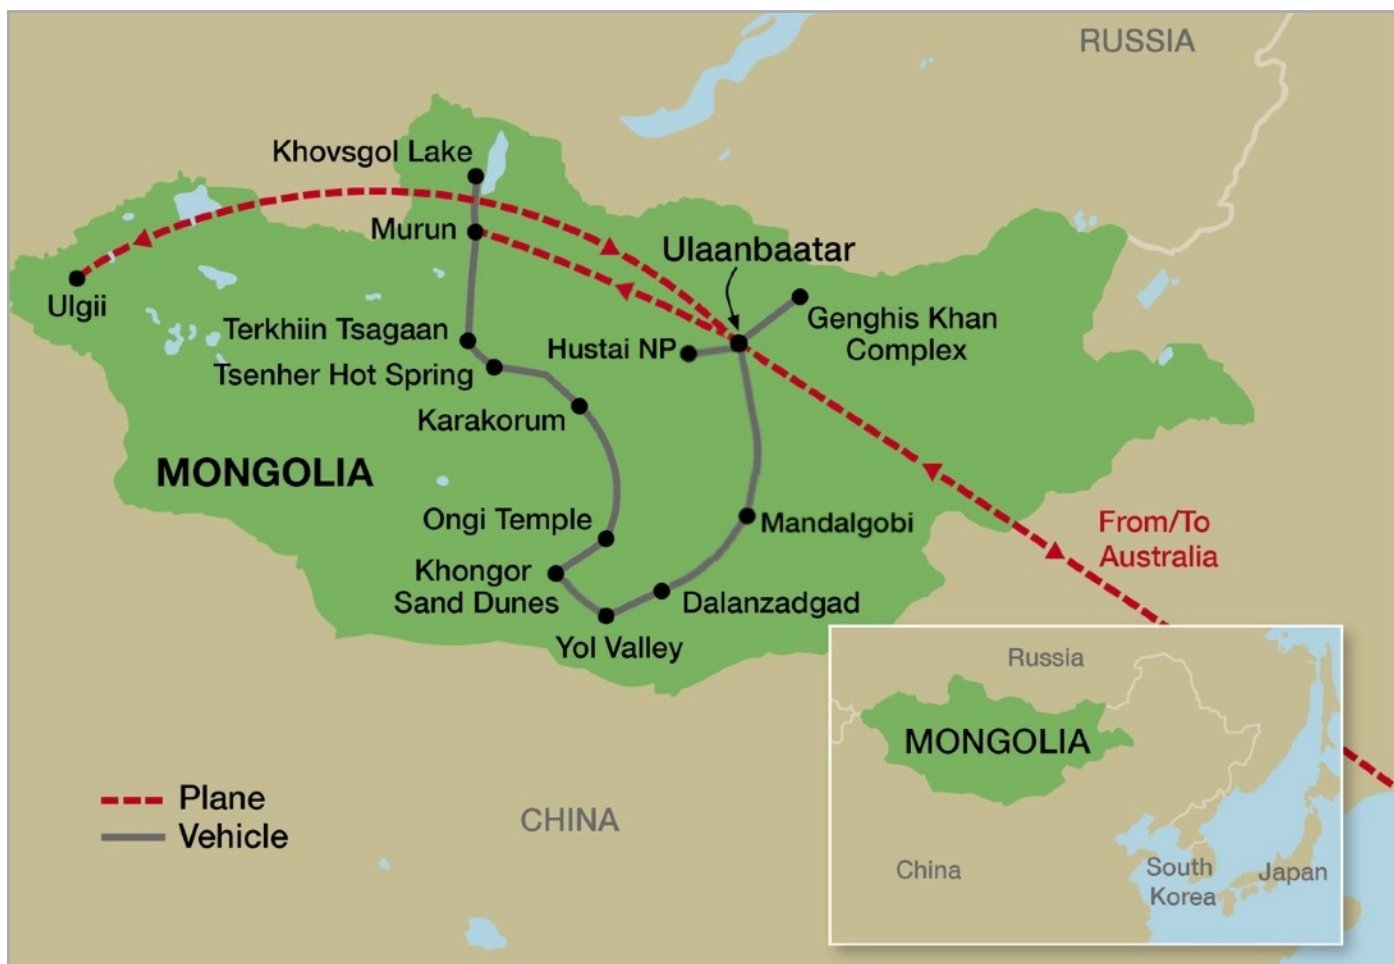 RUSSIA
Khovsgol Lake
Murun
Ulaanbaatar
Ulgii
Genghis Khan
Complex
Terkhiin Tsagaan
Hustai NP
Tsenher Hot Spring
Karakorum
MONGOLIA
Ongi Temple
Mandalgobi
From/To
Australia
Khongor
Sand Dunes
Dalanzadgad
Yol Valley
Russia
MONGOLIA
Plane
Vehicle
CHINA
China
South
Korea
Japan